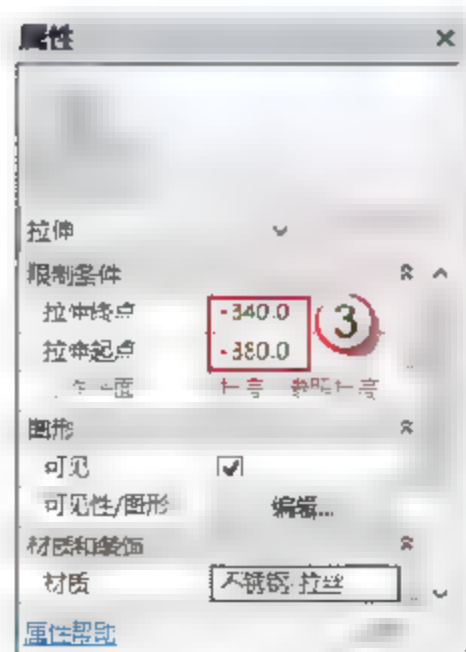 属性
拉伸
限制条件
拉伸终点 -340.0
拉伸起点 -380.0
3
图形
可见
可见性/图形 编辑...
材质和装饰
材质 不锈钢-拉丝
属性帮助